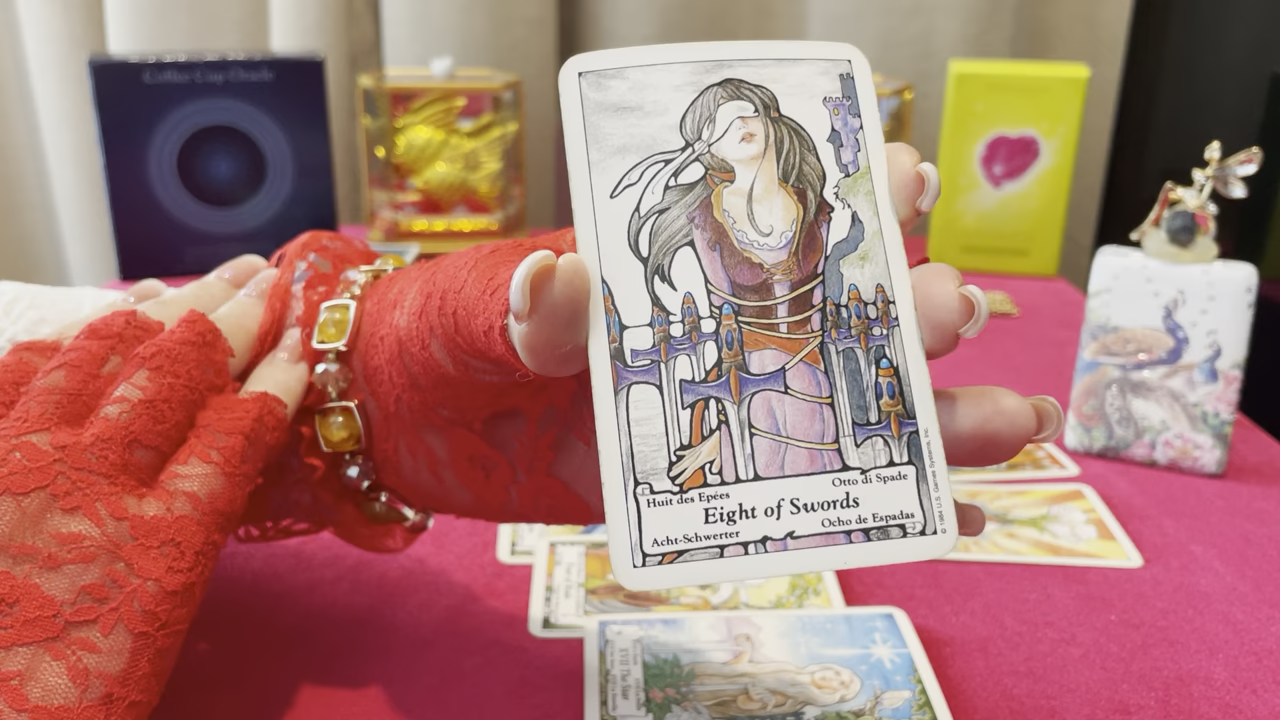 Coffee Cup Oracle
Huit des Epées
Otto di Spade
Eight of Swords
Acht-Schwerter
Ocho de Espadas
© 1984 U.S. Games Systems, Inc.
XVII The Star